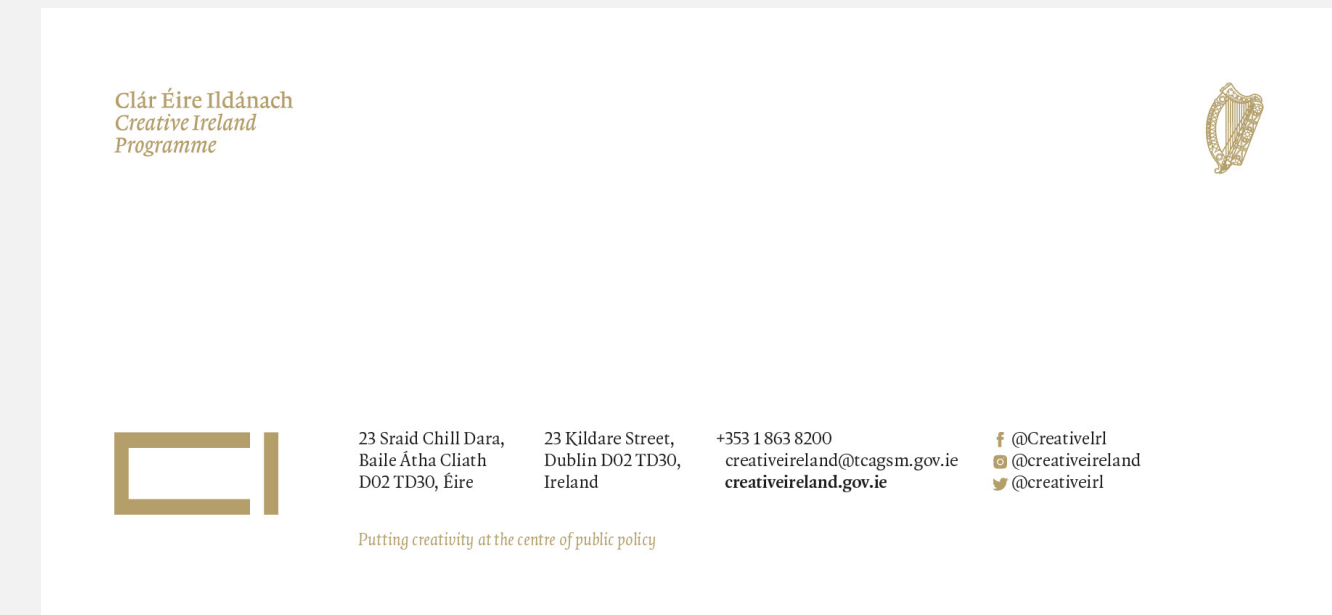 Clár Éire Ildánach
Creative Ireland
Programme
23 Sraid Chill Dara,
Baile Átha Cliath
D02 TD30, Éire
23 Kildare Street,
Dublin D02 TD30,
Ireland
+353 1 863 8200
creativeireland@tcagsm.gov.ie
creativeireland.gov.ie
@Creativelrl
@creativeireland
@creativeirl
Putting creativity at the centre of public policy